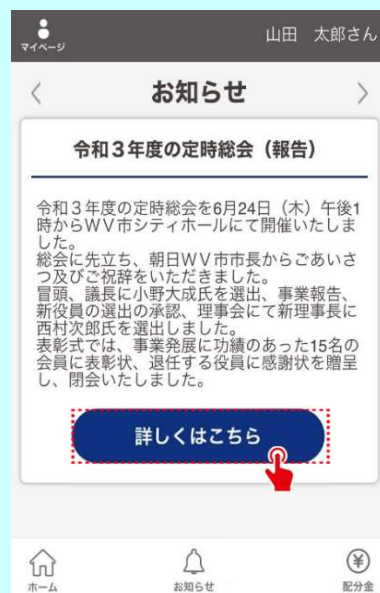 マイページ
山田　太郎さん
お知らせ
令和３年度の定時総会（報告）
令和３年度の定時総会を6月24日（木）午後1
時からＷＶ市シティホールにて開催いたしま
した。
総会に先立ち、朝日ＷＶ市市長からごあいさ
つ及びご祝辞をいただきました。
冒頭、議長に小野大成氏を選出、事業報告、
新役員の選出の承認、理事会にて新理事長に
西村次郎氏を選出しました。
表彰式では、事業発展に功績のあった15名の
会員に表彰状、退任する役員に感謝状を贈呈
し、閉会いたしました。
詳しくはこちら
ホーム
お知らせ
配分金